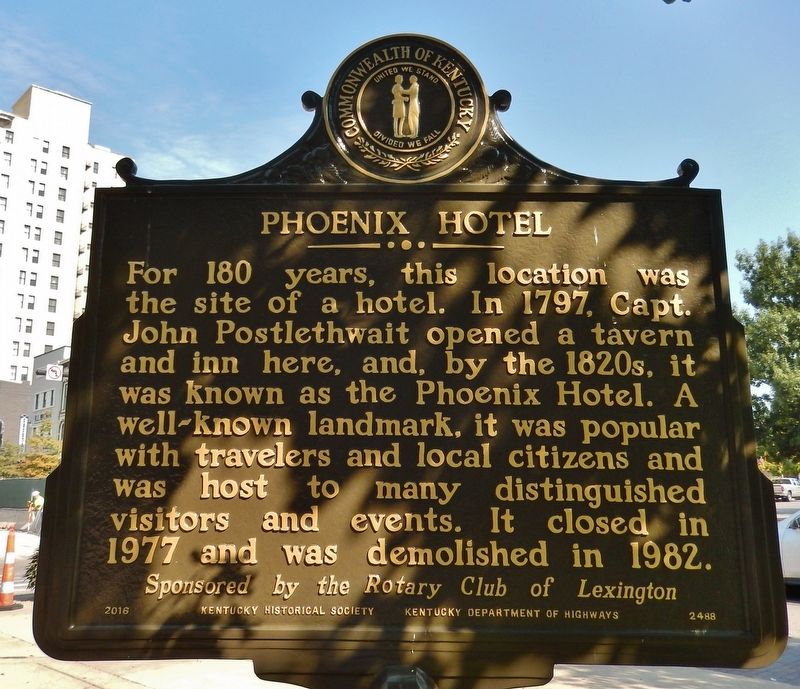 COMMONWEALTH OF KENTUCKY
UNITED WE STAND
DIVIDED WE FALL
PHOENIX HOTEL
For 180 years, this location was
the site of a hotel. In 1797, Capt.
John Postlethwait opened a tavern
and inn here, and, by the 1820s, it
was known as the Phoenix Hotel. A
well-known landmark, it was popular
with travelers and local citizens and
was host to many distinguished
visitors and events. It closed in
1977 and was demolished in 1982.
Sponsored by the Rotary Club of Lexington
2016 KENTUCKY HISTORICAL SOCIETY KENTUCKY DEPARTMENT OF HIGHWAYS 2488